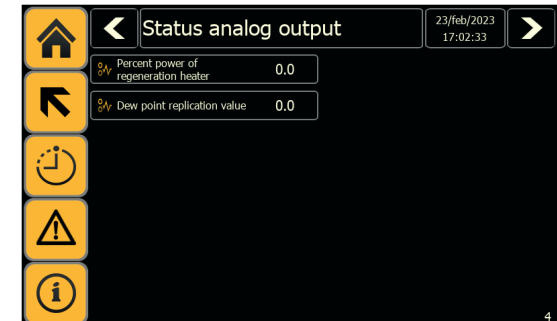 Status analog output
23/feb/2023
17:02:33
Percent power of
regeneration heater
0.0
Dew point replication value
0.0
4